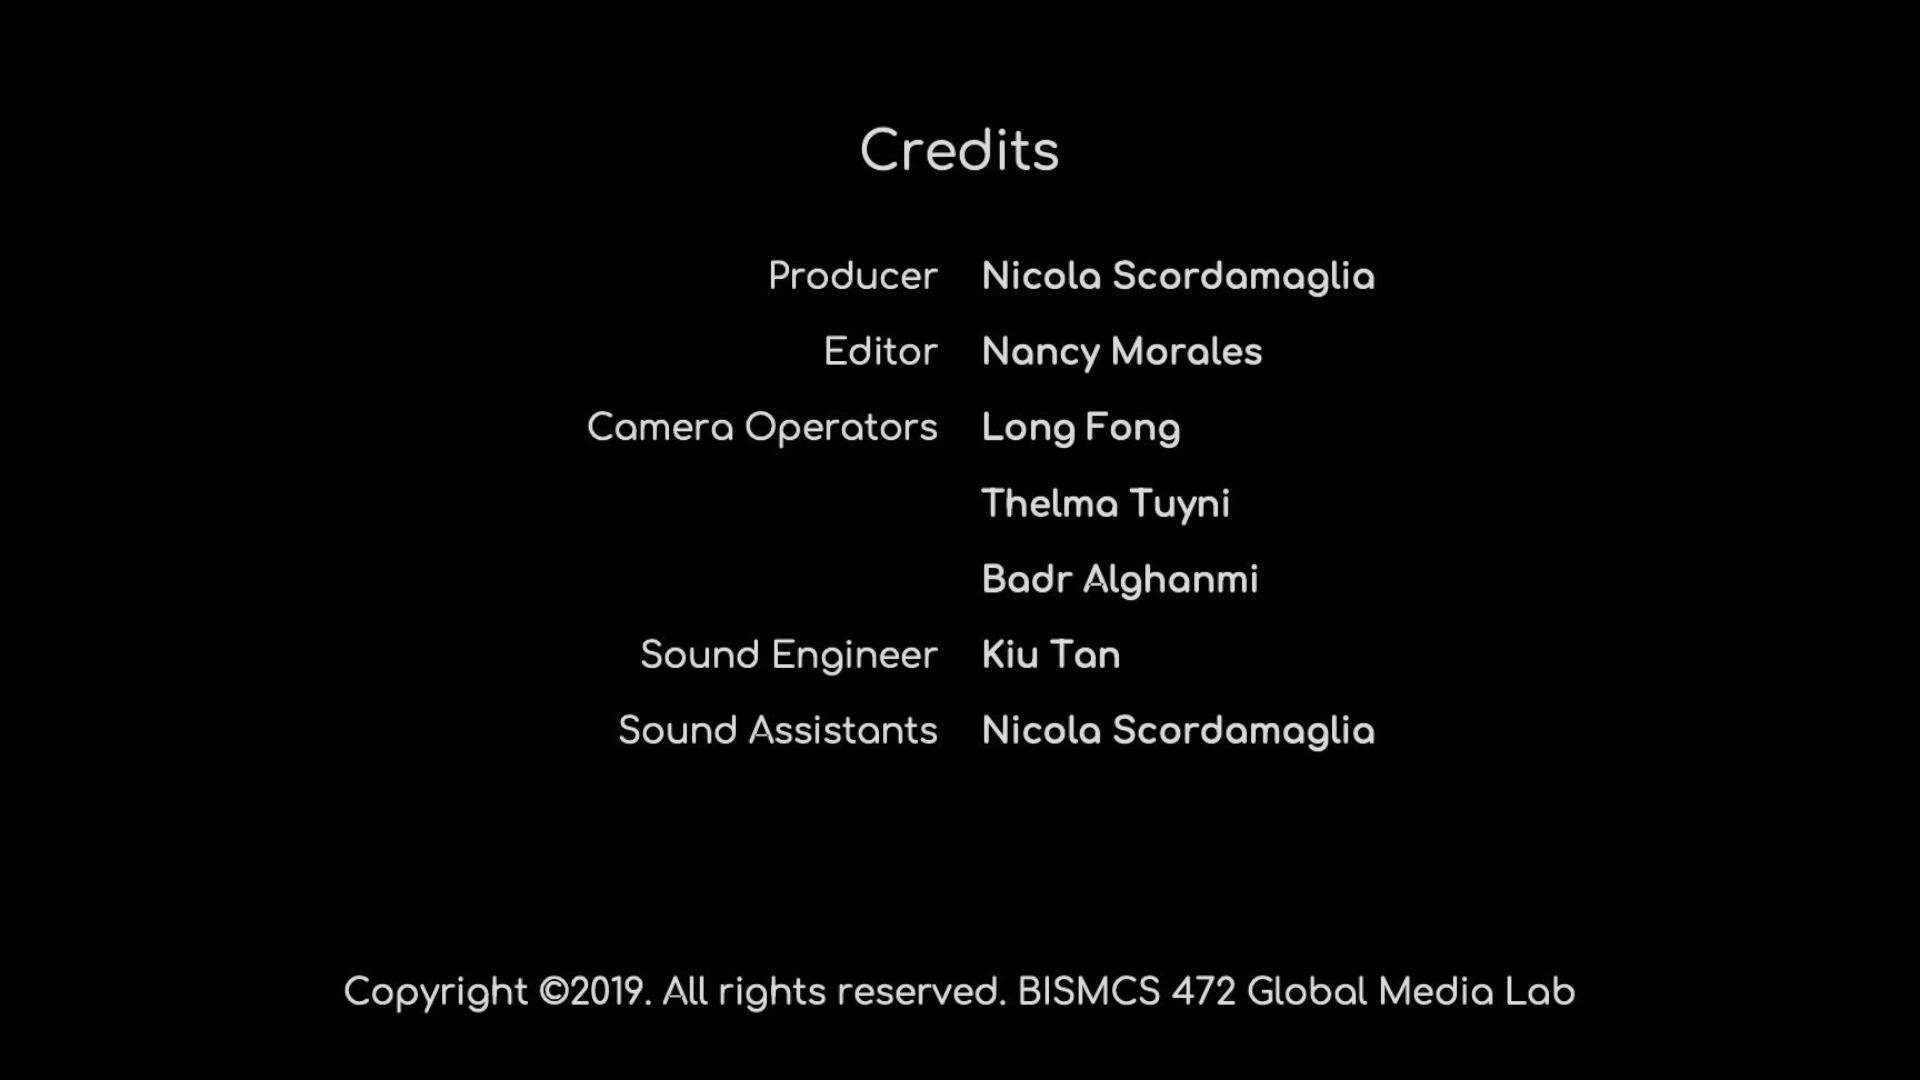 Credits
Producer Nicola Scordamaglia
Editor Nancy Morales
Camera Operators Long Fong
Thelma Tuyni
Badr Alghanmi
Sound Engineer Kiu Tan
Sound Assistants Nicola Scordamaglia
Copyright ©2019. All rights reserved. BISMCS 472 Global Media Lab